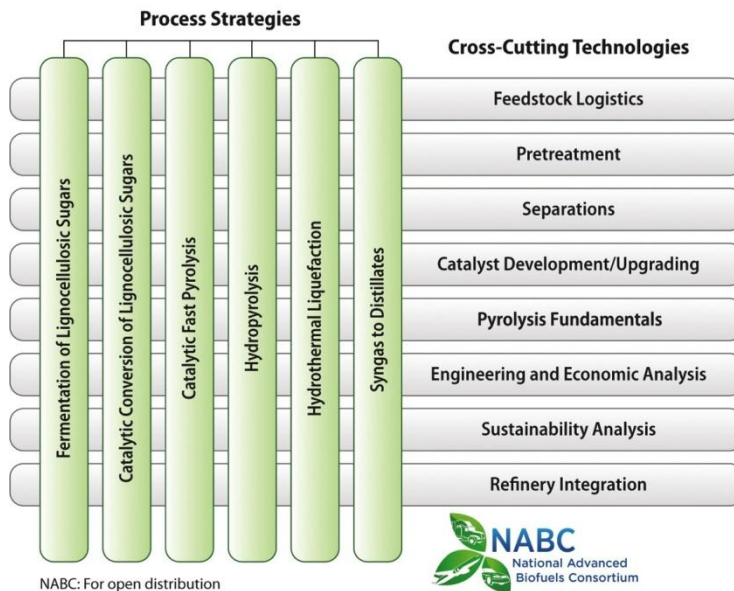 Process Strategies
Cross-Cutting Technologies
Fermentation of Lignocellulosic Sugars
Catalytic Conversion of Lignocellulosic Sugars
Catalytic Fast Pyrolysis
Hydropyrolysis
Hydrothermal Liquefaction
Syngas to Distillates
Feedstock Logistics
Pretreatment
Separations
Catalyst Development/Upgrading
Pyrolysis Fundamentals
Engineering and Economic Analysis
Sustainability Analysis
Refinery Integration
NABC
National Advanced
Biofuels Consortium
NABC: For open distribution